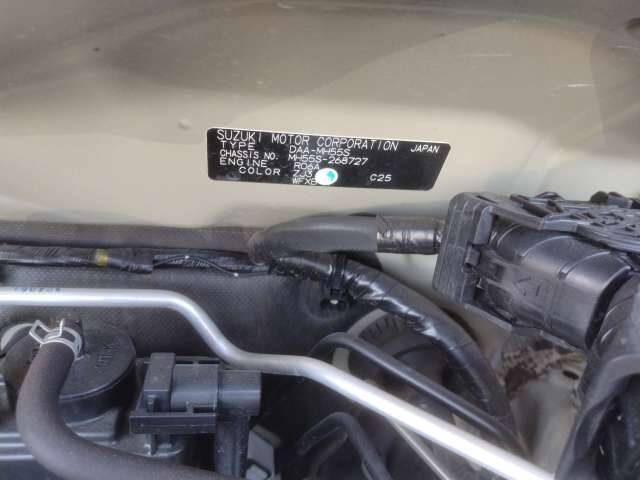 SUZUKI MOTOR CORPORATION JAPAN
TYPE DAA-MH55S
CHASSIS NO. MH55S-268727
ENGINE R06A
COLOR ZJ3 C25